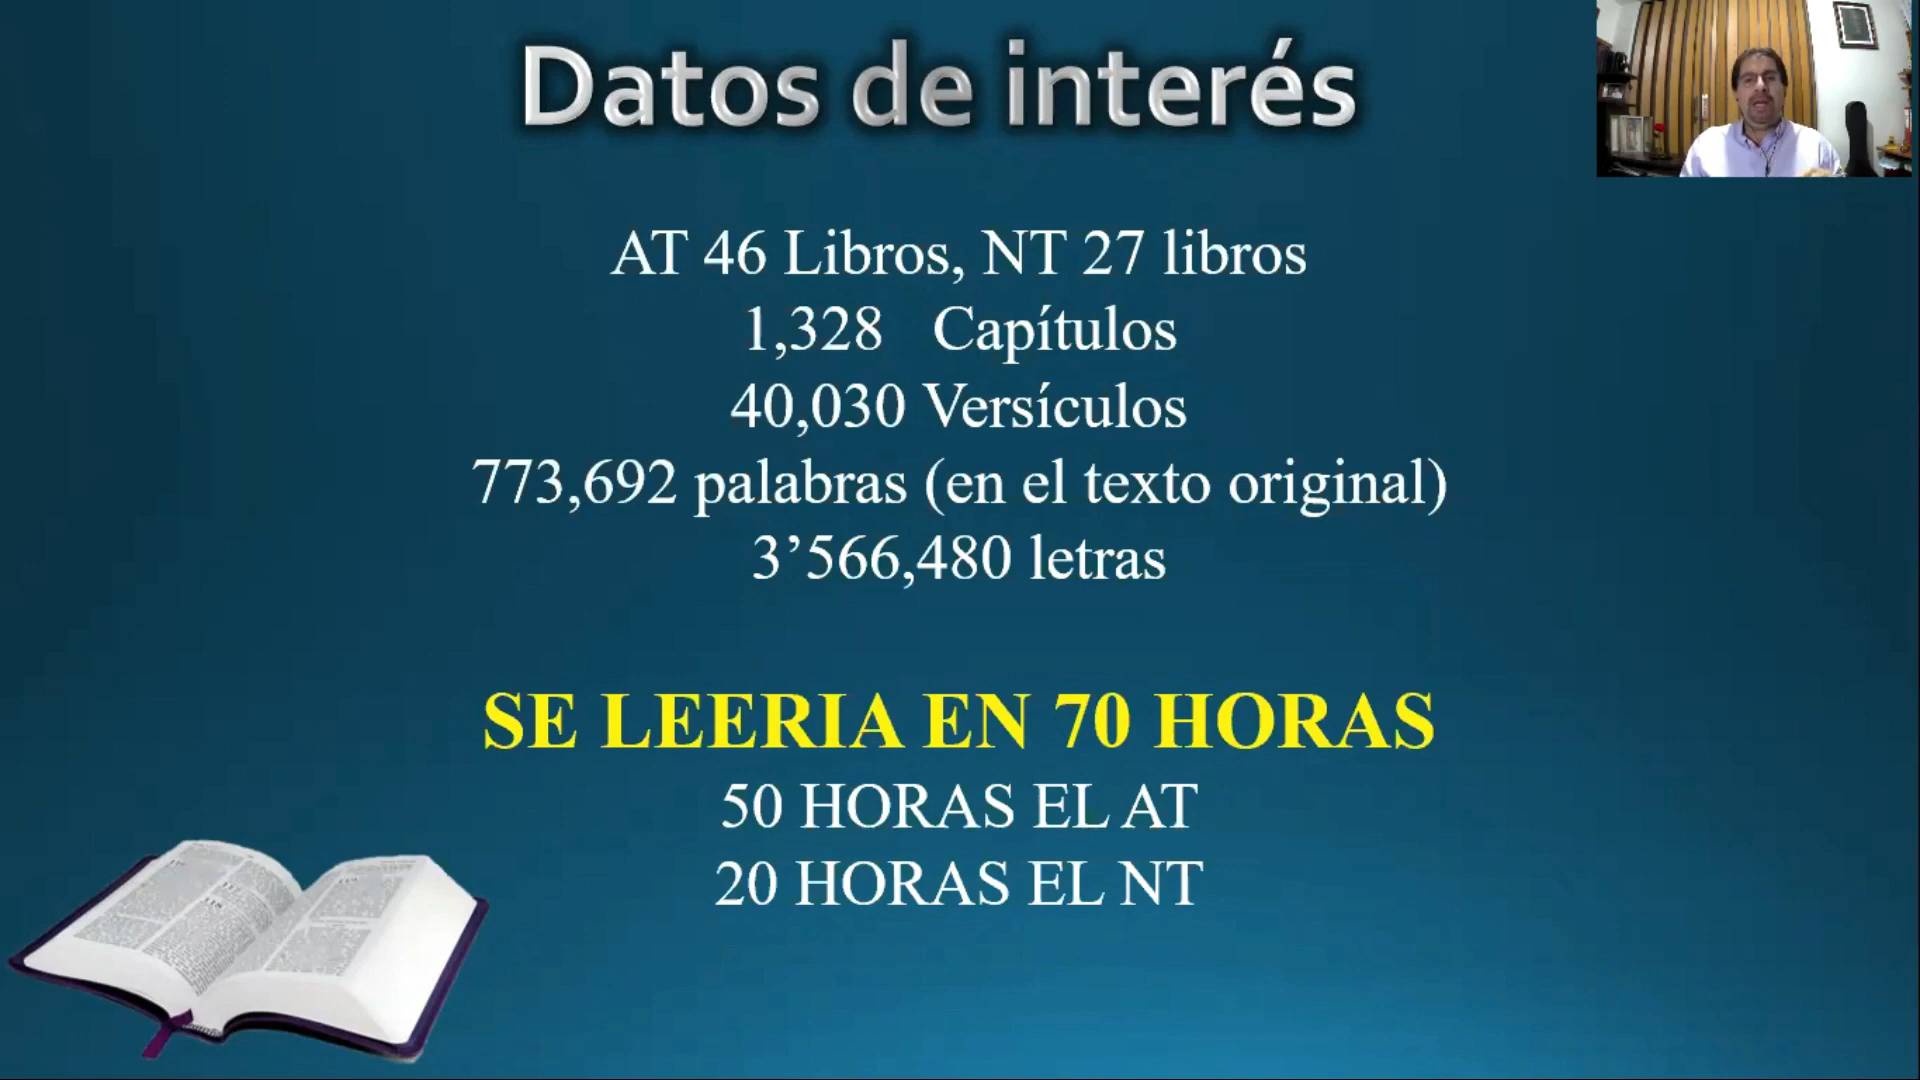 Datos de interés
AT 46 Libros, NT 27 libros
1,328 Capítulos
40,030 Versículos
773,692 palabras (en el texto original)
3’566,480 letras
SE LEERIA EN 70 HORAS
50 HORAS EL AT
20 HORAS EL NT